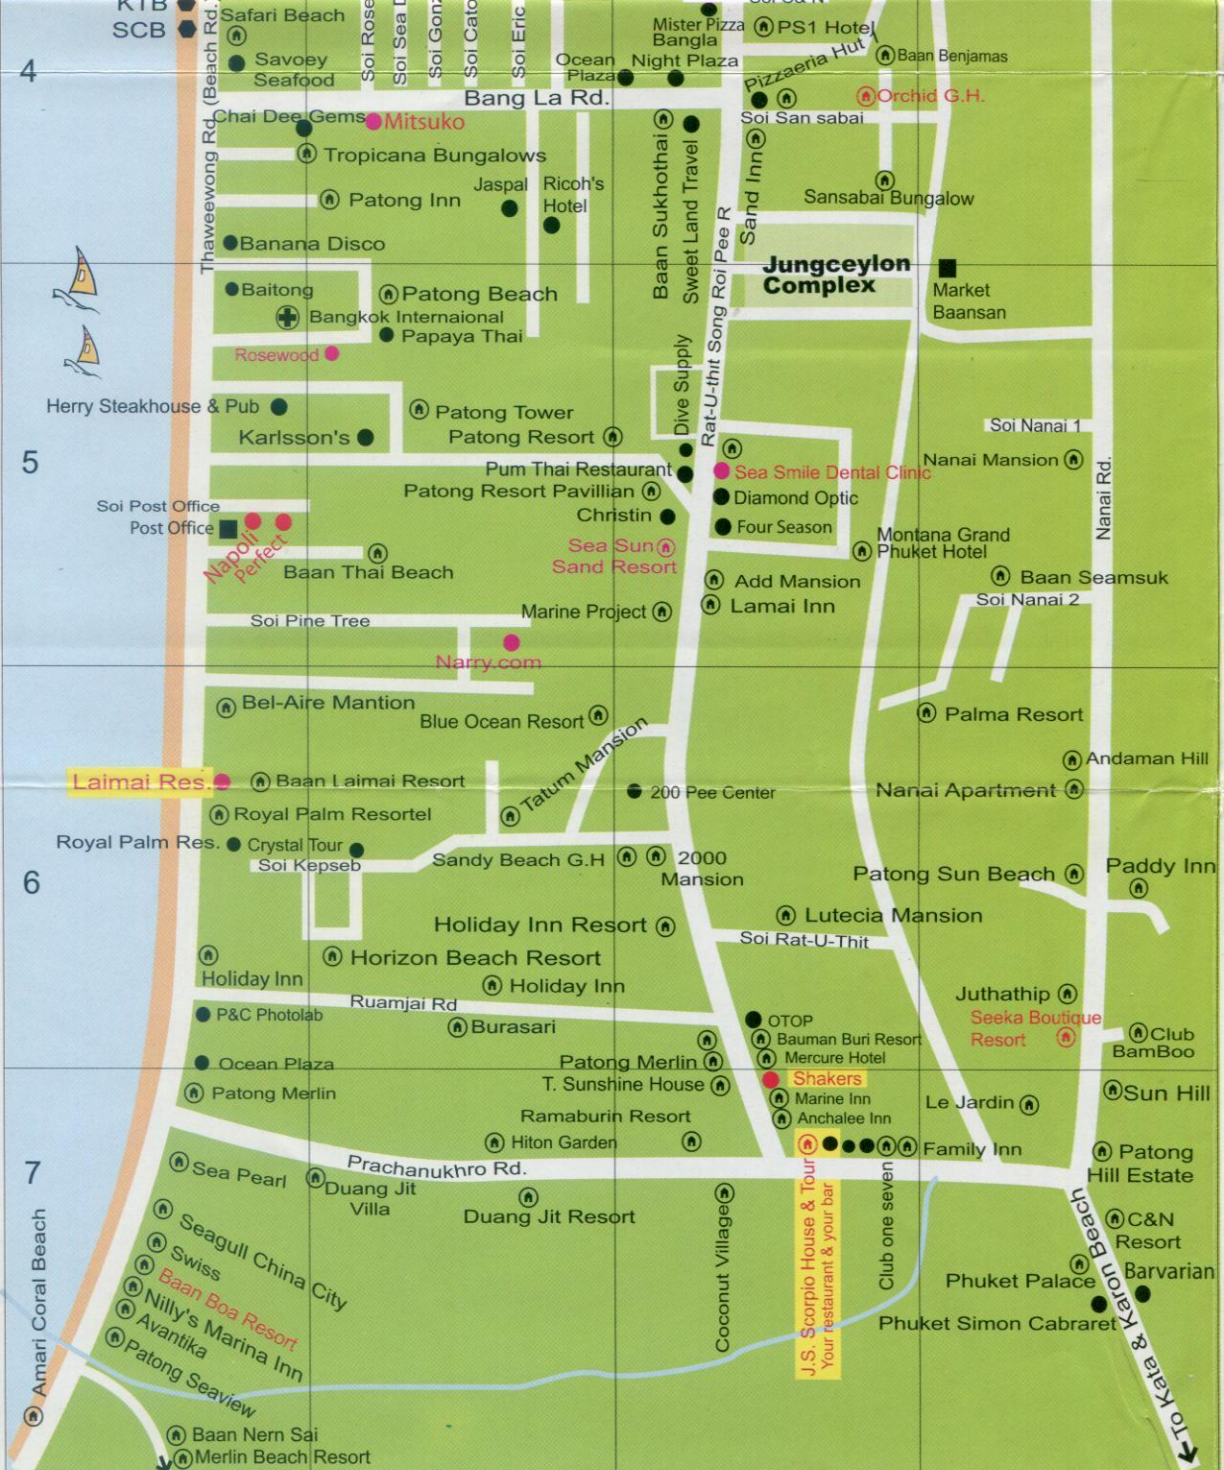 KTB
SCB
4
5
6
7
Thaweewong Rd. (Beach Rd.)
Safari Beach
Savoey
Seafood
Soi Rose
Soi Sea D
Soi Gonz
Soi Cato
Soi Eric
Ocean
Plaza
Night Plaza
Mister Pizza
Bangla
PS1 Hotel
Pizzaeria Hut
Baan Benjamas
Orchid G.H.
Bang La Rd.
Soi San sabai
Chai Dee Gems
Mitsuko
Tropicana Bungalows
Patong Inn
Jaspal
Ricoh's
Hotel
Baan Sukhothai
Sweet Land Travel
Sand Inn
Sansabai Bungalow
Banana Disco
Rat-U-thit Song Roi Pee R
Jungceylon
Complex
Market
Baansan
Baitong
Patong Beach
Bangkok Internaional
Papaya Thai
Rosewood
Dive Supply
Herry Steakhouse & Pub
Patong Tower
Karlsson's
Patong Resort
Soi Nanai 1
Nanai Mansion
Nanai Rd.
Pum Thai Restaurant
Sea Smile Dental Clinic
Patong Resort Pavillian
Diamond Optic
Soi Post Office
Post Office
Napoli
Perfect
Christin
Four Season
Sea Sun
Sand Resort
Montana Grand
Phuket Hotel
Baan Thai Beach
Add Mansion
Baan Seamsuk
Soi Nanai 2
Marine Project
Lamai Inn
Soi Pine Tree
Narry.com
Bel-Aire Mantion
Blue Ocean Resort
Tatum Mansion
Palma Resort
Andaman Hill
Laimai Res.
Baan Laimai Resort
200 Pee Center
Nanai Apartment
Royal Palm Resortel
Royal Palm Res.
Crystal Tour
Soi Kepseb
Sandy Beach G.H
2000
Mansion
Patong Sun Beach
Paddy Inn
Holiday Inn Resort
Lutecia Mansion
Soi Rat-U-Thit
Horizon Beach Resort
Holiday Inn
Holiday Inn
Ruamjai Rd
Juthathip
P&C Photolab
Burasari
OTOP
Seeka Boutique
Resort
Bauman Buri Resort
Club
BamBoo
Ocean Plaza
Patong Merlin
Mercure Hotel
T. Sunshine House
Shakers
Patong Merlin
Marine Inn
Le Jardin
Sun Hill
Ramaburin Resort
Anchalee Inn
Hiton Garden
Family Inn
Patong
Hill Estate
Prachanukhro Rd.
Sea Pearl
Duang Jit
Villa
Duang Jit Resort
Coconut Village
J.S. Scorpio House & Tour
Your restaurant & your bar
Club one seven
C&N
Resort
Phuket Palace
Barvarian
Phuket Simon Cabraret
To Kata & Karon Beach
Seagull China City
Swiss
Baan Boa Resort
Nilly's Marina Inn
Avantika
Patong Seaview
Amari Coral Beach
Baan Nern Sai
Merlin Beach Resort